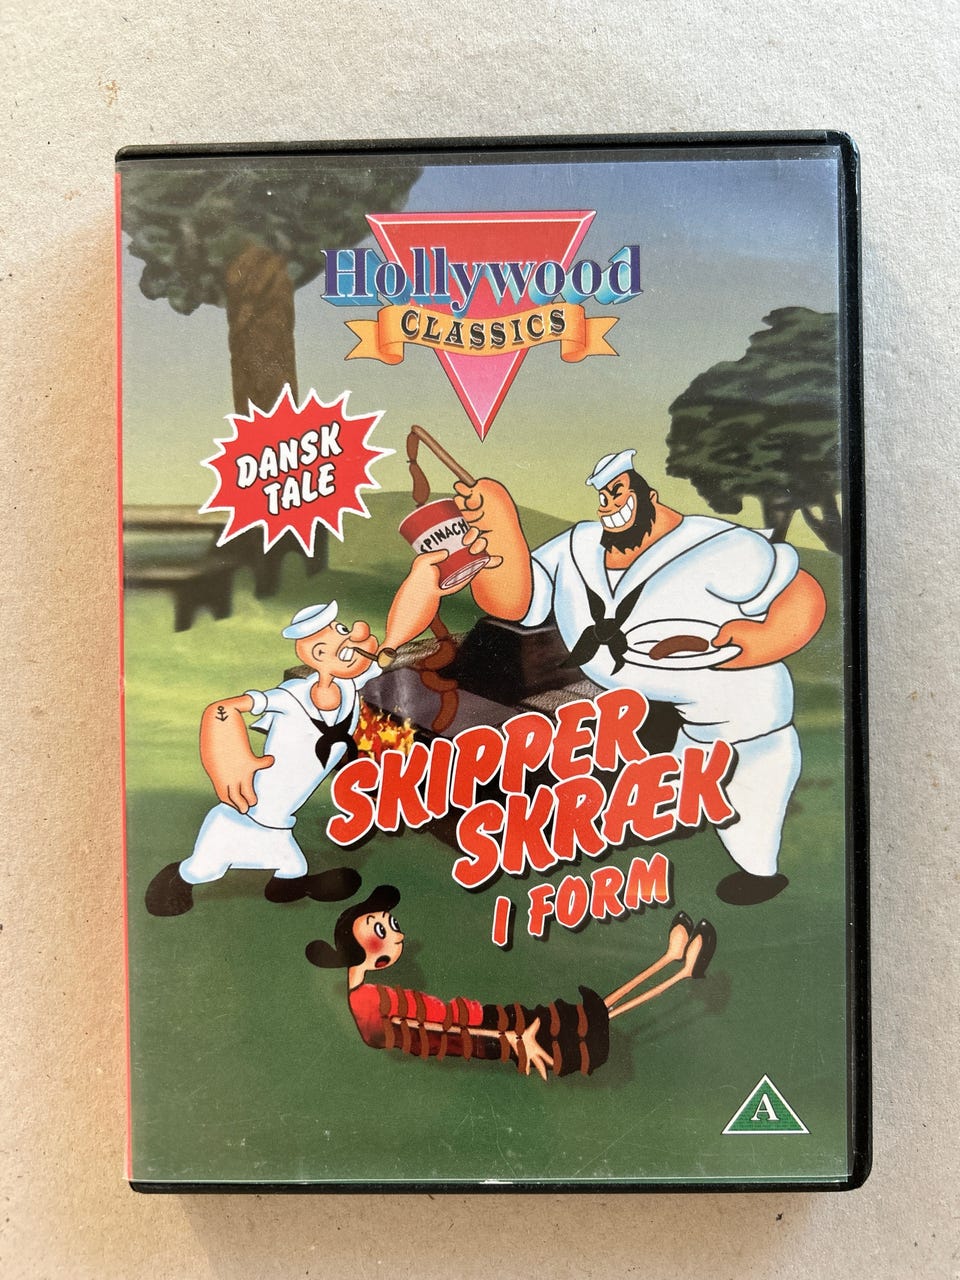 Hollywood
CLASSICS
DANSK
TALE
SPINACH
SKIPPER
SKRÆK
I FORM
A